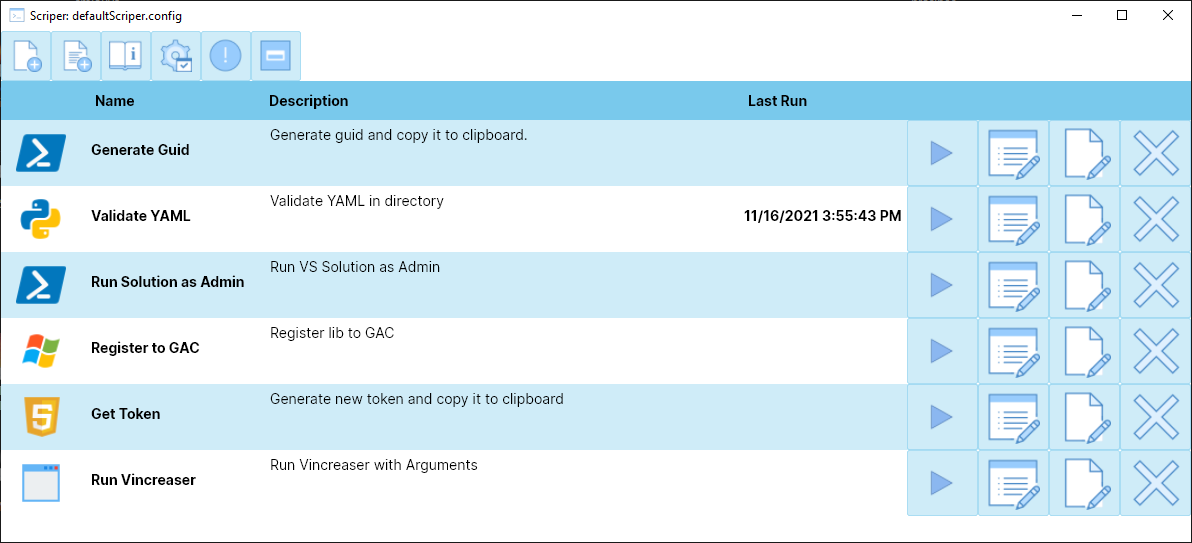 Scriper: defaultScriper.config
Name Description Last Run
Generate Guid Generate guid and copy it to clipboard.
Validate YAML Validate YAML in directory 11/16/2021 3:55:43 PM
Run Solution as Admin Run VS Solution as Admin
Register to GAC Register lib to GAC
5 Get Token Generate new token and copy it to clipboard
Run Vincreaser Run Vincreaser with Arguments